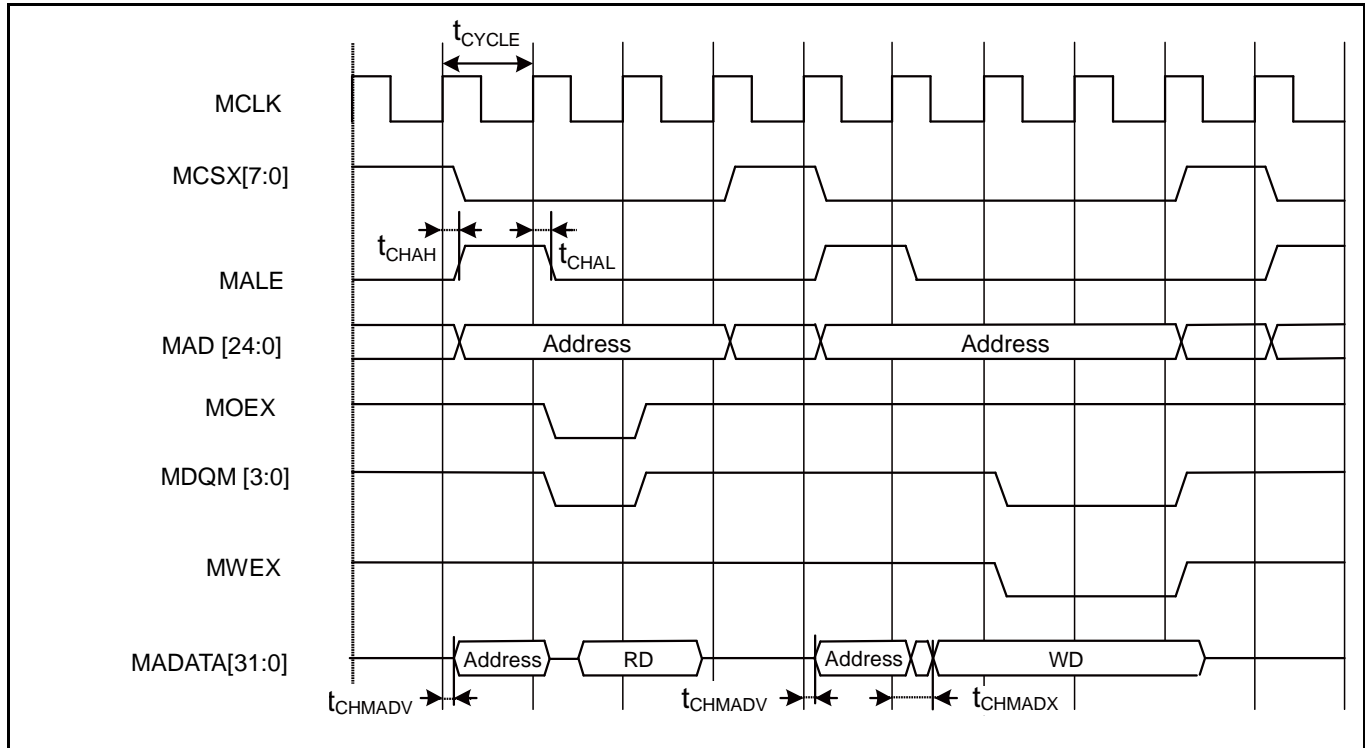 tCYCLE
MCLK
MCSX[7:0]
tCHAH
tCHAL
MALE
MAD [24:0]
Address
Address
MOEX
MDQM [3:0]
MWEX
MADATA[31:0]
Address
RD
Address
WD
tCHMADV
tCHMADV
tCHMADX